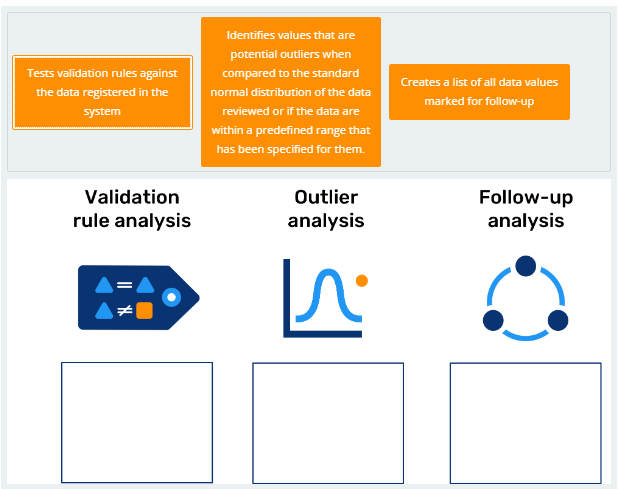 Tests validation rules against
the data registered in the
system
Identifies values that are
potential outliers when
compared to the standard
normal distribution of the data
reviewed or if the data are
within a predefined range that
has been specified for them.
Creates a list of all data values
marked for follow-up
Validation
rule analysis
Outlier
analysis
Follow-up
analysis